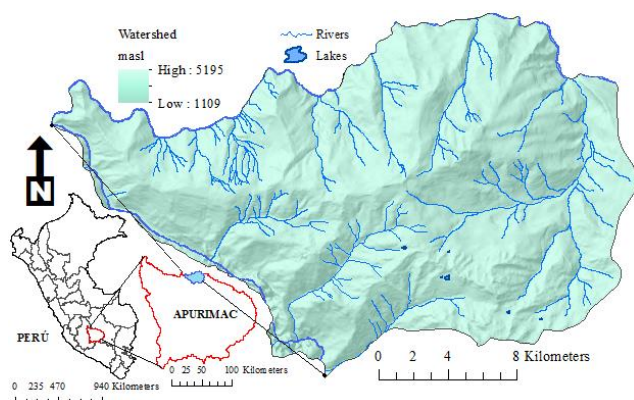 Watershed
masl
High : 5195
Low : 1109
Rivers
Lakes
N
PERÚ
APURIMAC
0 235 470 940 Kilometers
0 25 50 100 Kilometers
0 2 4 8 Kilometers